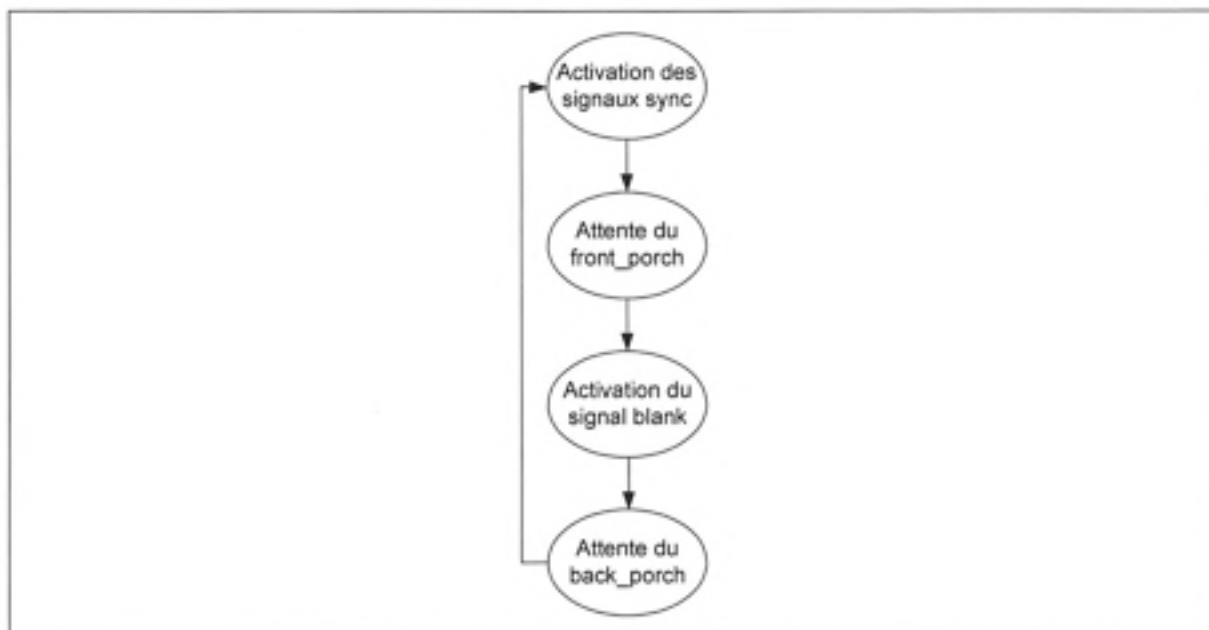 Activation des
signaux sync
Attente du
front_porch
Activation du
signal blank
Attente du
back_porch